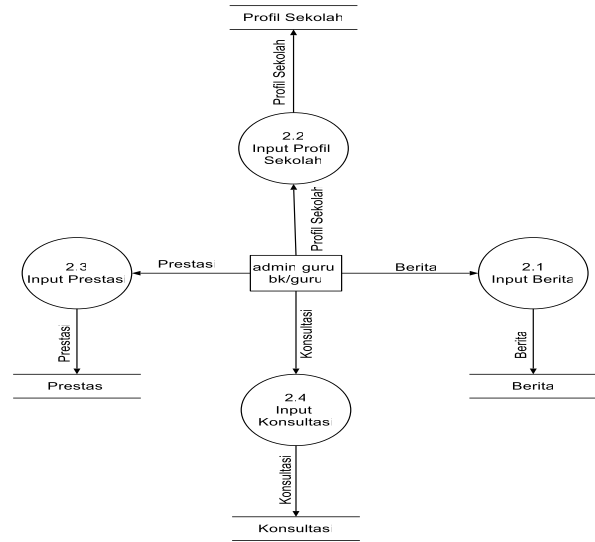 Profil Sekolah
Profil Sekolah
2.2
Input Profil
Sekolah
Profil Sekolah
2.3
Input Prestasi
Prestasi
admin guru
bk/guru
Berita
2.1
Input Berita
Prestasi
Konsultasi
Berita
Prestas
2.4
Input
Konsultasi
Berita
Konsultasi
Konsultasi